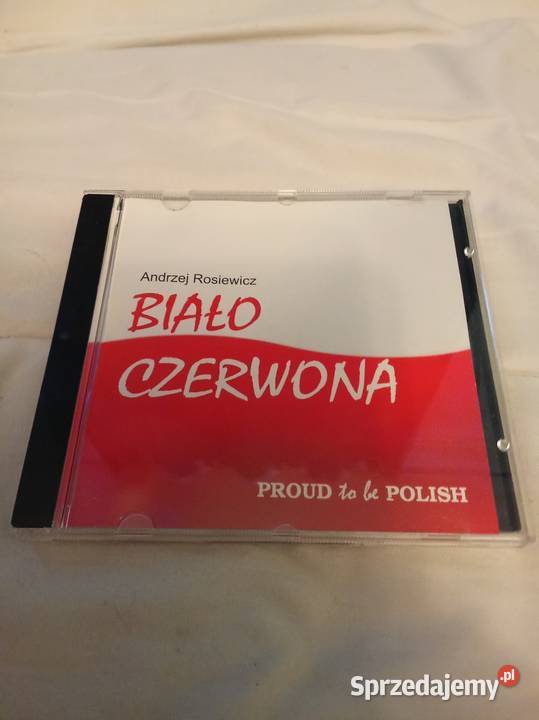 Andrzej Rosiewicz
BIAŁO
CZERWONA
PROUD to be POLISH
Sprzedajemy.pl